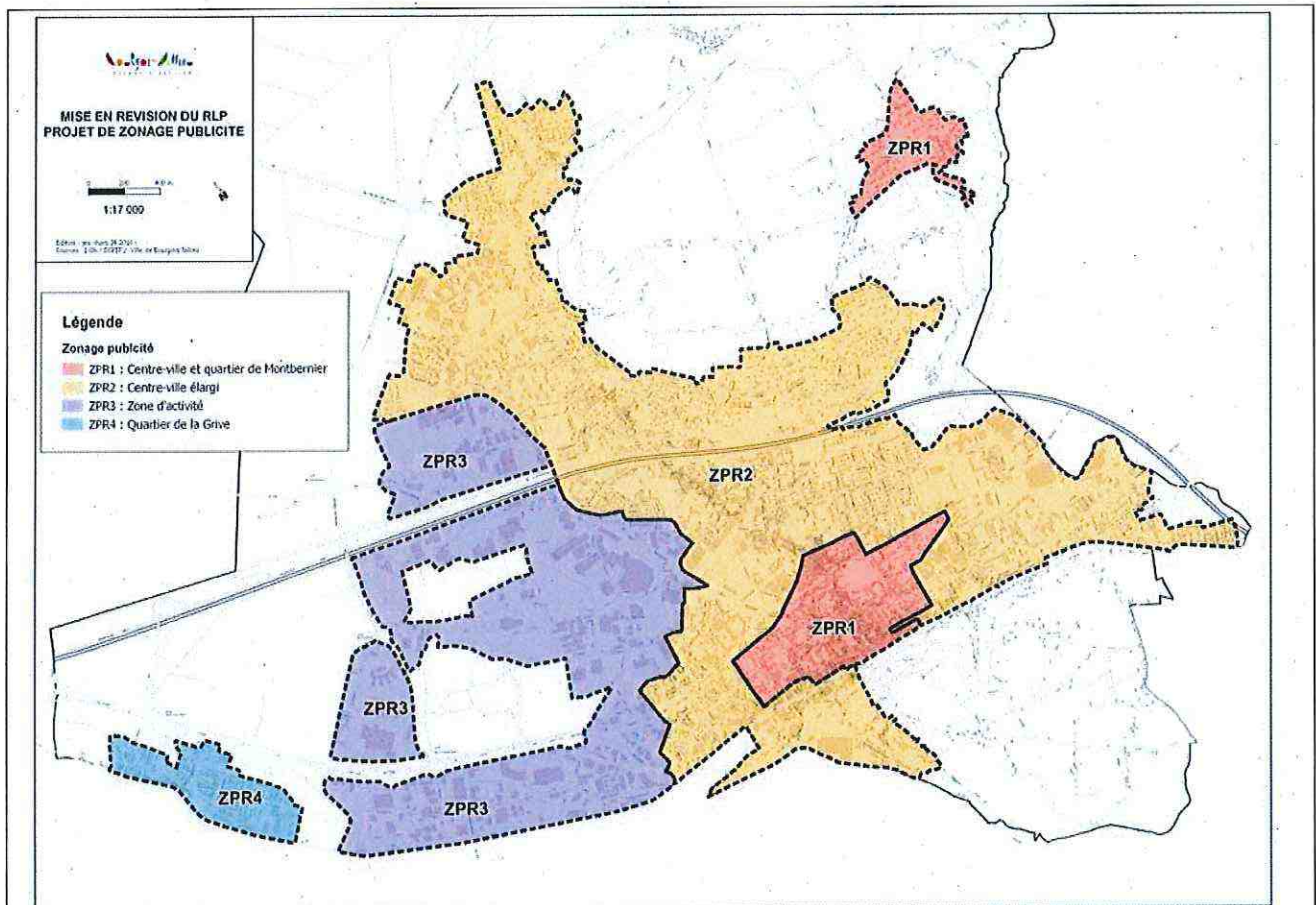 MISE EN REVISION DU RLP
PROJET DE ZONAGE PUBLICITE
1:17 000
Légende
Zonage publicité
ZPR1 : Centre-ville et quartier de Montbernier
ZPR2 : Centre-ville élargi
ZPR3 : Zone d'activité
ZPR4 : Quartier de la Grive
ZPR1
ZPR3
ZPR2
ZPR1
ZPR3
ZPR4
ZPR3